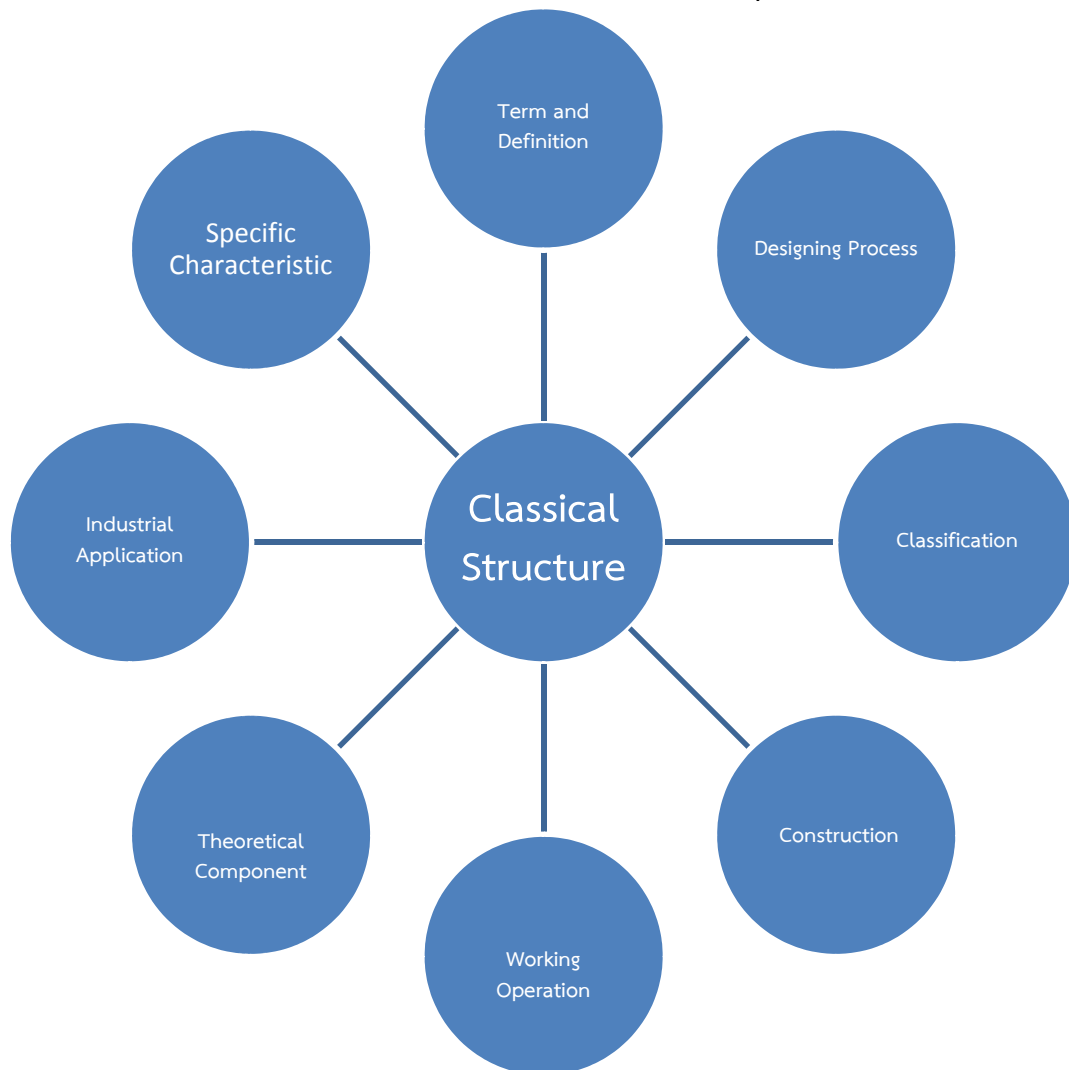 Term and
Definition
Specific
Characteristic
Designing Process
Classical
Structure
Industrial
Application
Classification
Theoretical
Component
Construction
Working
Operation